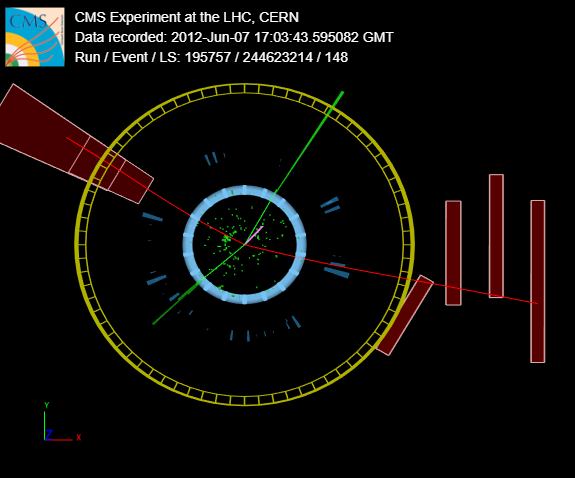 CMS
CMS Experiment at the LHC, CERN
Data recorded: 2012-Jun-07 17:03:43.595082 GMT
Run / Event / LS: 195757 / 244623214 / 148
Y
Z
X